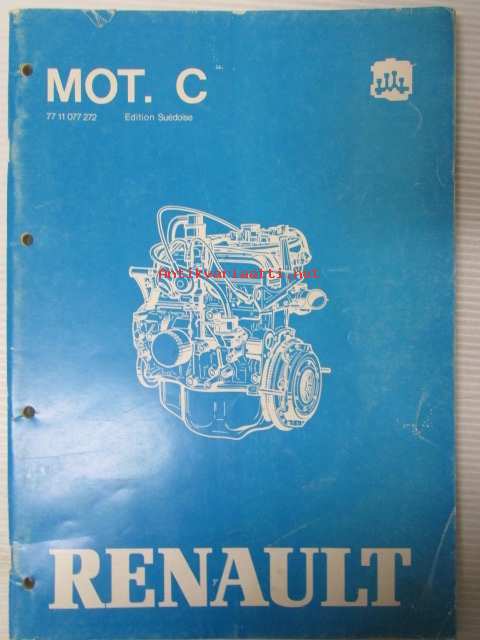 MOT. C
77 11 077 272 Edition Suédoise
Antikvariaatti.net
RENAULT